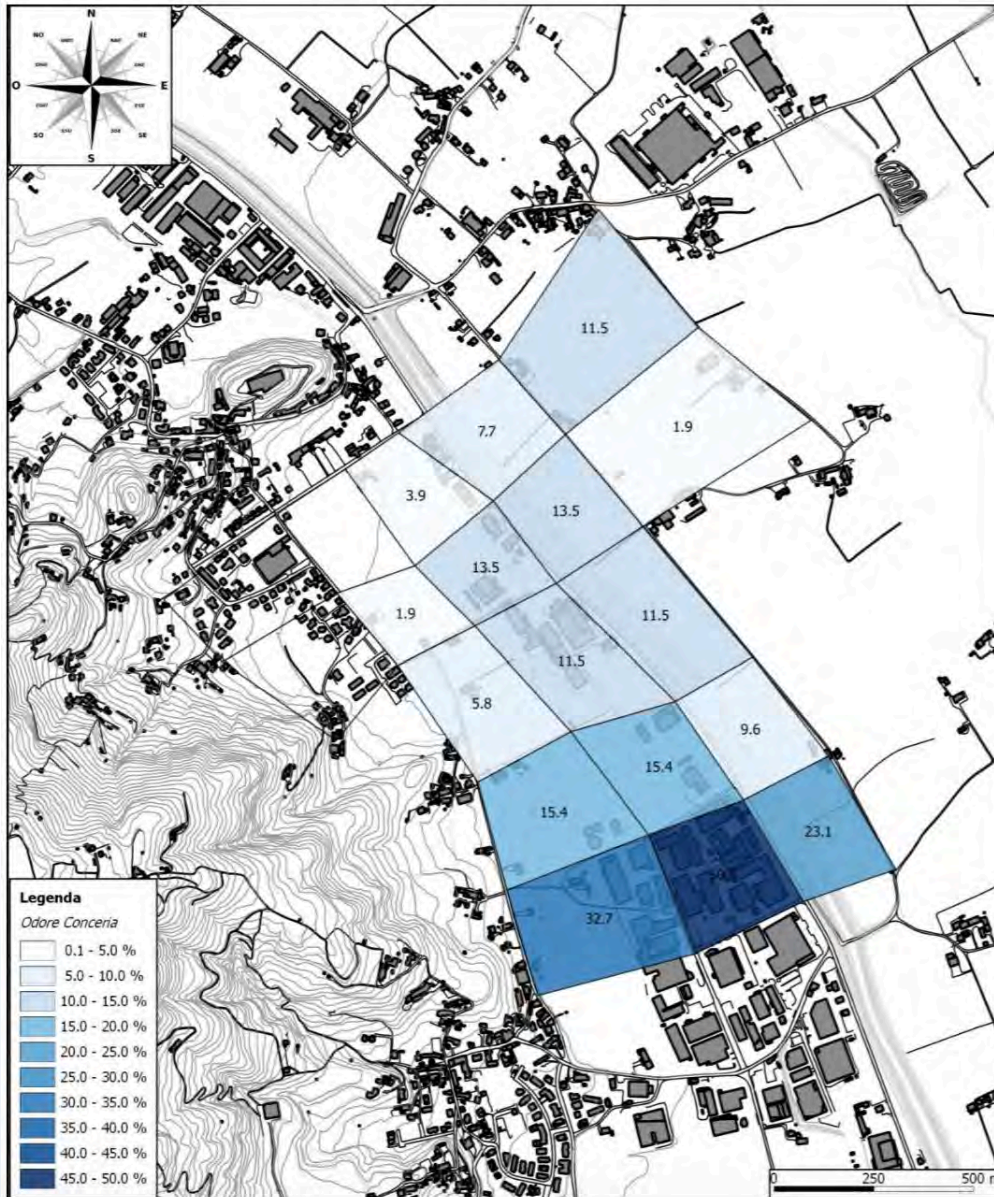 N
NO
NE
O
E
SO
SE
S
11.5
7.7
1.9
3.9
13.5
13.5
1.9
11.5
11.5
5.8
9.6
15.4
15.4
23.1
32.7
Legenda
Odore Conceria
0.1 - 5.0 %
5.0 - 10.0 %
10.0 - 15.0 %
15.0 - 20.0 %
20.0 - 25.0 %
25.0 - 30.0 %
30.0 - 35.0 %
35.0 - 40.0 %
40.0 - 45.0 %
45.0 - 50.0 %
0 250 500 m